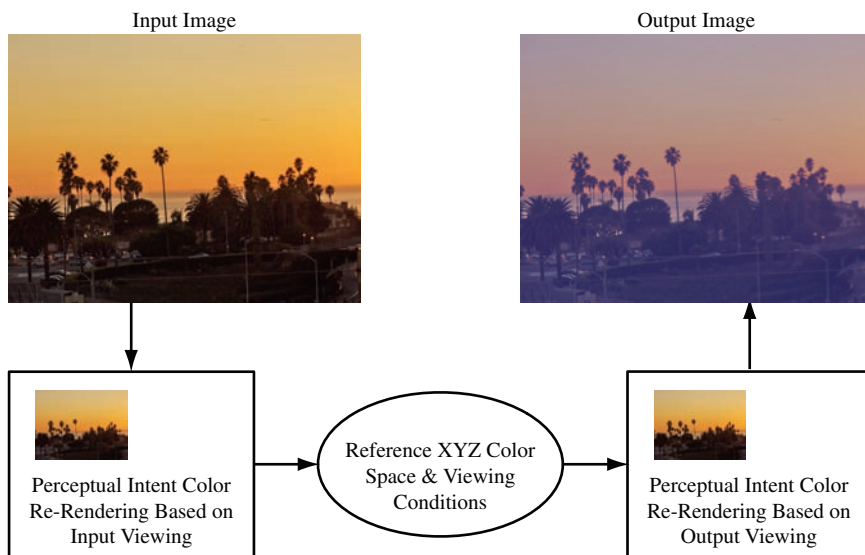 Input Image
Output Image
Perceptual Intent Color
Re-Rendering Based on
Input Viewing
Reference XYZ Color
Space & Viewing
Conditions
Perceptual Intent Color
Re-Rendering Based on
Output Viewing